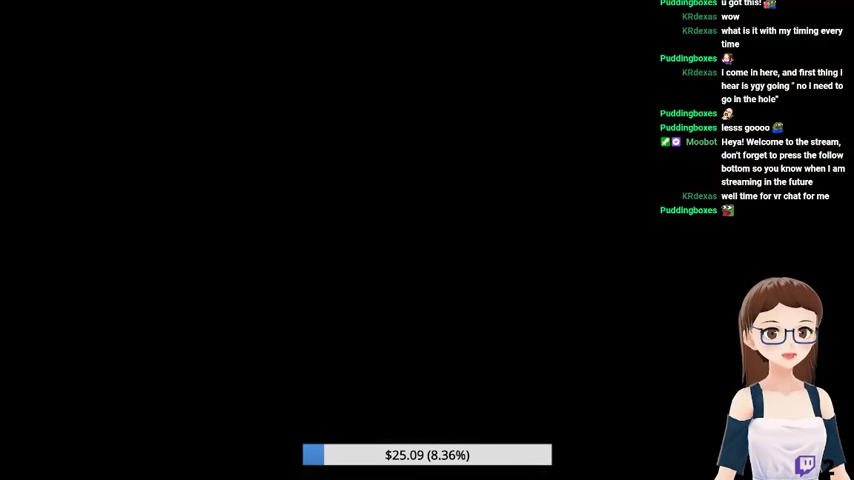 Puddingboxes u got this!
KRdexas wow
KRdexas what is it with my timing every
time
Puddingboxes
KRdexas i come in here, and first thing i
hear is ygy going " no i need to
go in the hole"
Puddingboxes
Puddingboxes lesss goooo
Moobot Heya! Welcome to the stream,
don't forget to press the follow
bottom so you know when I am
streaming in the future
KRdexas well time for vr chat for me
Puddingboxes
$25.09 (8.36%)